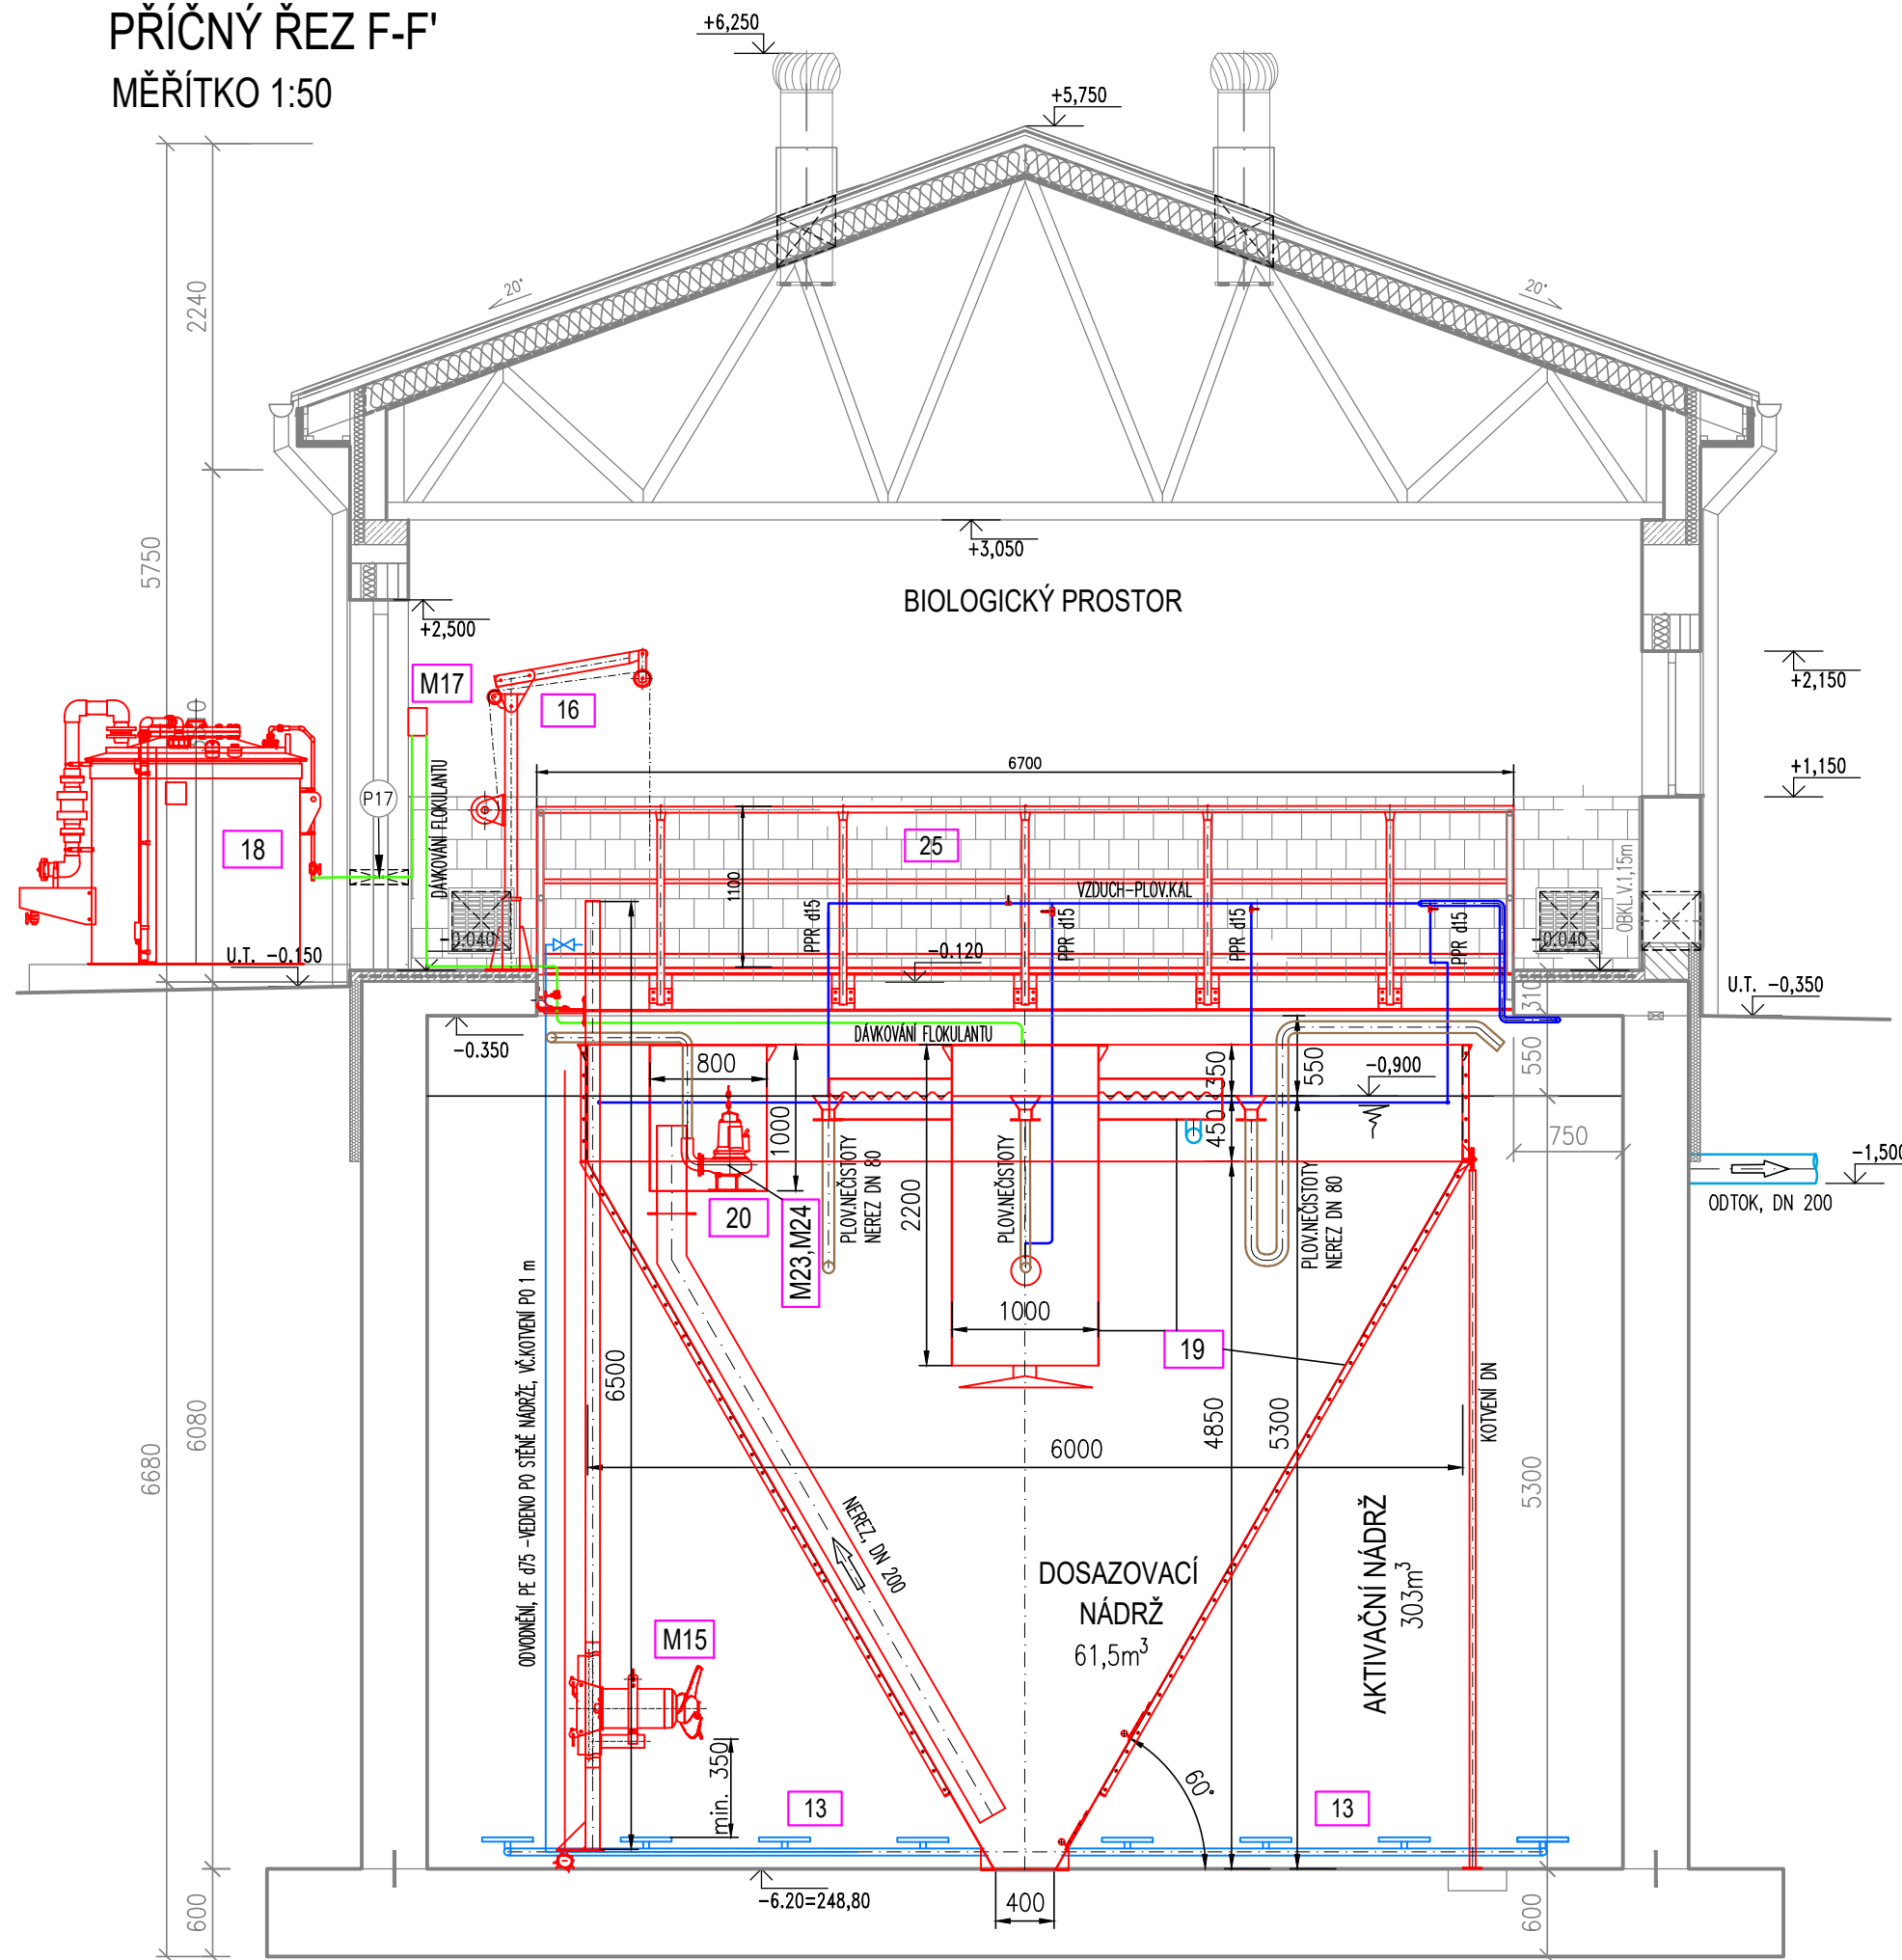 PŘÍČNÝ ŘEZ F-F'
MĚŘÍTKO 1:50
+6,250
+5,750
20°
20°
2240
5750
+3,050
BIOLOGICKÝ PROSTOR
+2,500
+2,150
M17
16
6700
+1,150
P17
18
DÁVKOVÁNÍ FLOKULANTU
25
1100
VZDUCH-PLOV.KAL
OBKL.V.1,15m
PPR d15
PPR d15
PPR d15
PPR d15
-0.040
-0.120
-0.040
U.T. -0.150
U.T. -0,350
310
-0.350
DÁVKOVÁNÍ FLOKULANTU
800
350
550
-0,900
550
1000
450
750
-1,500
ODTOK, DN 200
PLOV.NEČISTOTY
NEREZ DN 80
PLOV.NEČISTOTY
PLOV.NEČISTOTY
NEREZ DN 80
20
M23,M24
2200
1000
19
ODVODNĚNÍ, PE d75 -VEDENO PO STĚNĚ NÁDRŽE, VČ.KOTVENÍ PO 1 m
6500
6080
6680
4850
5300
KOTVENÍ DN
6000
5300
NEREZ, DN 200
DOSAZOVACÍ
NÁDRŽ
61,5m³
AKTIVAČNÍ NÁDRŽ
303m³
M15
min. 350
60°
13
13
-6.20=248,80
400
600
600